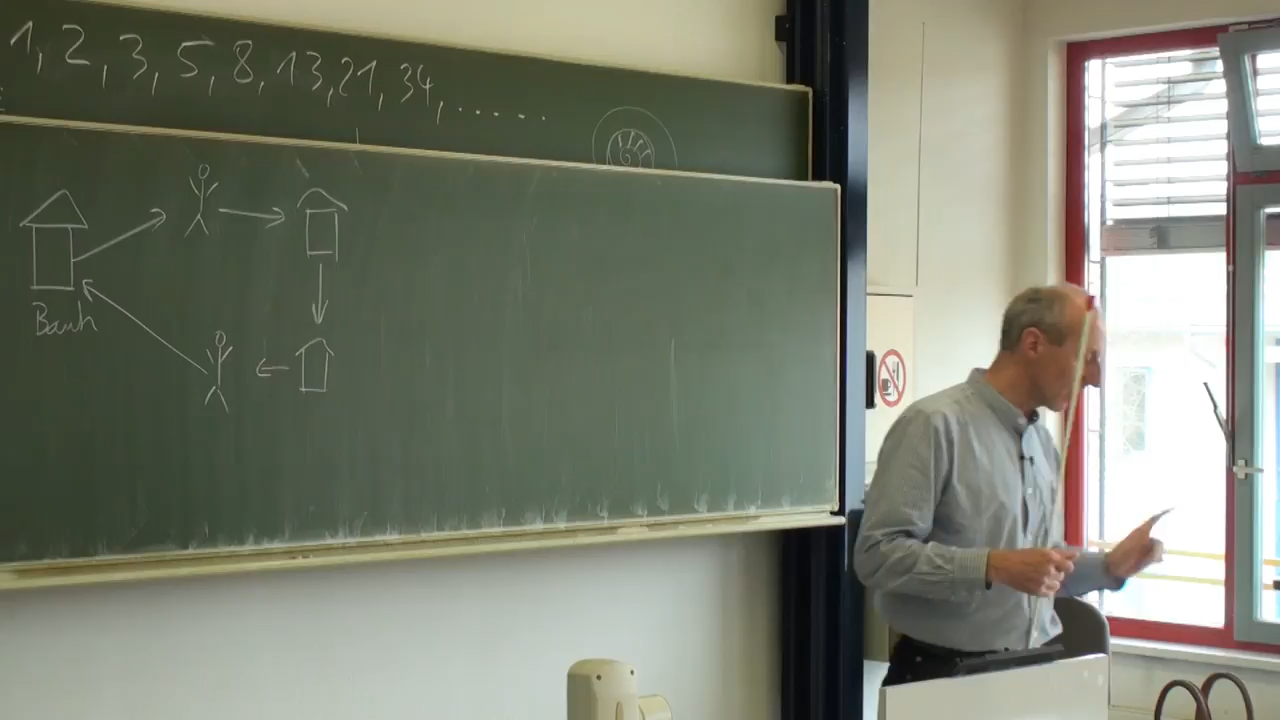 1, 2, 3, 5, 8, 13, 21, 34, .....
Bank